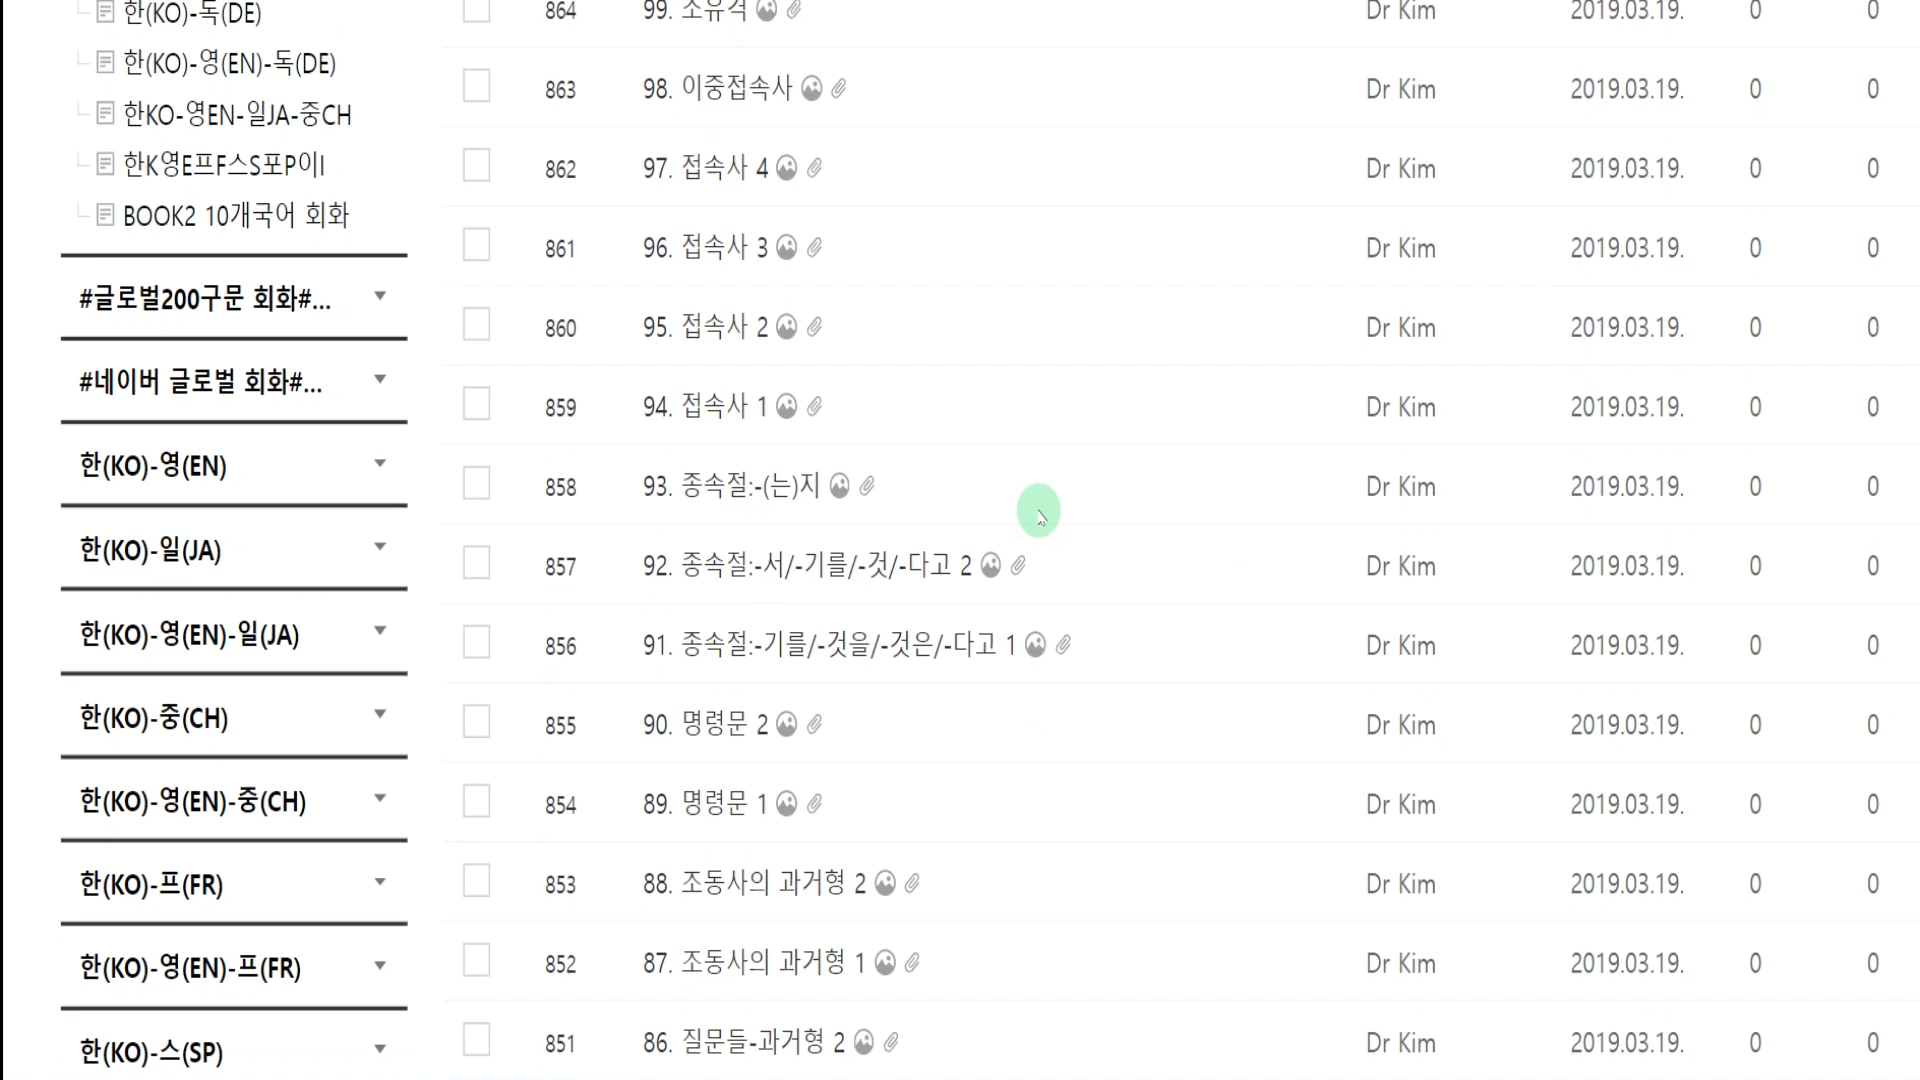 한(KO)-독(DE)
한(KO)-영(EN)-독(DE)
한KO-영EN-일JA-중CH
한K영E프F스S포P이I
BOOK2 10개국어 회화
#글로벌200구문 회화#...
#네이버 글로벌 회화#...
한(KO)-영(EN)
한(KO)-일(JA)
한(KO)-영(EN)-일(JA)
한(KO)-중(CH)
한(KO)-영(EN)-중(CH)
한(KO)-프(FR)
한(KO)-영(EN)-프(FR)
한(KO)-스(SP)
864 99. 소유격 Dr Kim 2019.03.19. 0 0
863 98. 이중접속사 Dr Kim 2019.03.19. 0 0
862 97. 접속사 4 Dr Kim 2019.03.19. 0 0
861 96. 접속사 3 Dr Kim 2019.03.19. 0 0
860 95. 접속사 2 Dr Kim 2019.03.19. 0 0
859 94. 접속사 1 Dr Kim 2019.03.19. 0 0
858 93. 종속절:-(는)지 Dr Kim 2019.03.19. 0 0
857 92. 종속절:-서/-기를/-것/-다고 2 Dr Kim 2019.03.19. 0 0
856 91. 종속절:-기를/-것을/-것은/-다고 1 Dr Kim 2019.03.19. 0 0
855 90. 명령문 2 Dr Kim 2019.03.19. 0 0
854 89. 명령문 1 Dr Kim 2019.03.19. 0 0
853 88. 조동사의 과거형 2 Dr Kim 2019.03.19. 0 0
852 87. 조동사의 과거형 1 Dr Kim 2019.03.19. 0 0
851 86. 질문들-과거형 2 Dr Kim 2019.03.19. 0 0